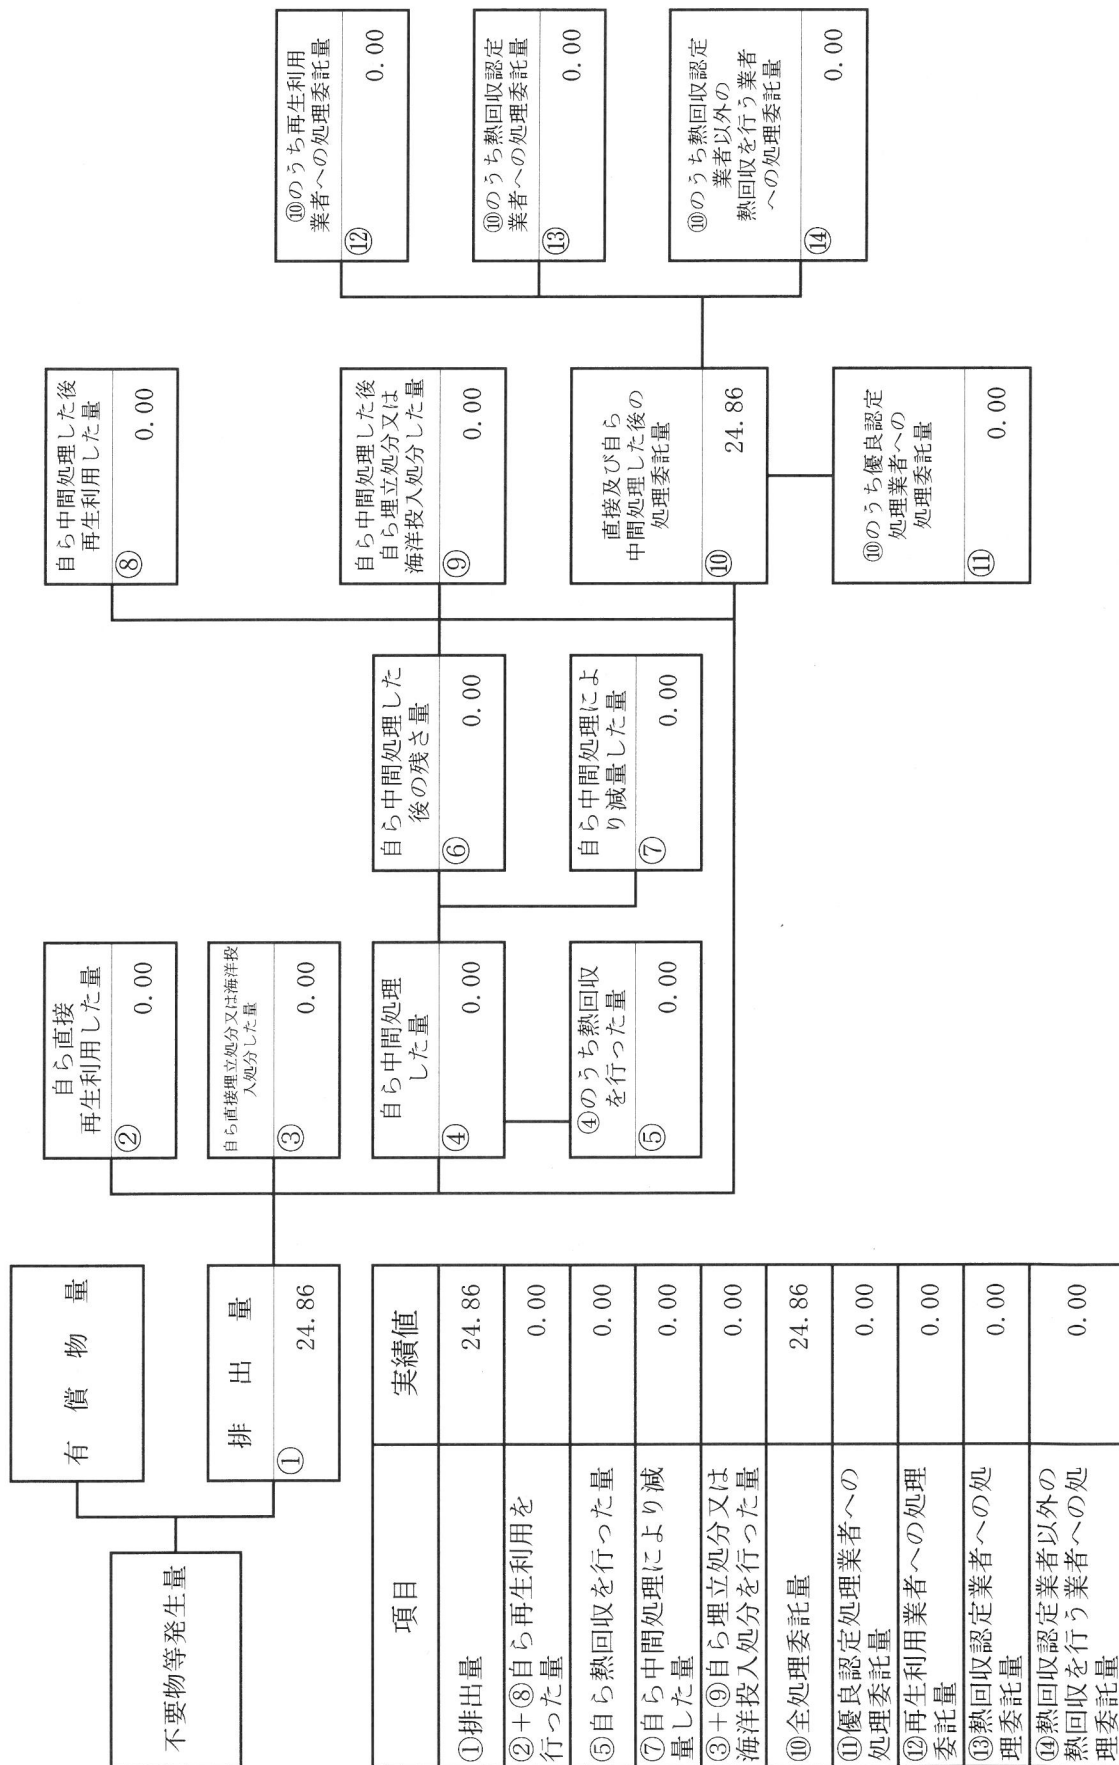 不要物等発生量
有償物量
排出量
①
24.86
自ら直接
再生利用した量
②
0.00
自ら直接埋立処分又は海洋投
入処分した量
③
0.00
自ら中間処理
した量
④
0.00
④のうち熱回収
を行った量
⑤
0.00
自ら中間処理した
後の残さ量
⑥
0.00
自ら中間処理によ
り減量した量
⑦
0.00
自ら中間処理した後
再生利用した量
⑧
0.00
自ら中間処理した後
自ら埋立処分又は
海洋投入処分した量
⑨
0.00
直接及び自ら
中間処理した後の
処理委託量
⑩
24.86
⑩のうち優良認定
処理業者への
処理委託量
⑪
0.00
⑩のうち再生利用
業者への処理委託量
⑫
0.00
⑩のうち熱回収認定
業者への処理委託量
⑬
0.00
⑩のうち熱回収認定
業者以外の
熱回収を行う業者
への処理委託量
⑭
0.00
項目
実績値
①排出量
24.86
②+⑧自ら再生利用を
行った量
0.00
⑤自ら熱回収を行った量
0.00
⑦自ら中間処理により減
量した量
0.00
③+⑨自ら埋立処分又は
海洋投入処分を行った量
0.00
⑩全処理委託量
24.86
⑪優良認定処理業者への
処理委託量
0.00
⑫再生利用業者への処理
委託量
0.00
⑬熱回収認定業者への処
理委託量
0.00
⑭熱回収認定業者以外の
熱回収を行う業者への処
理委託量
0.00